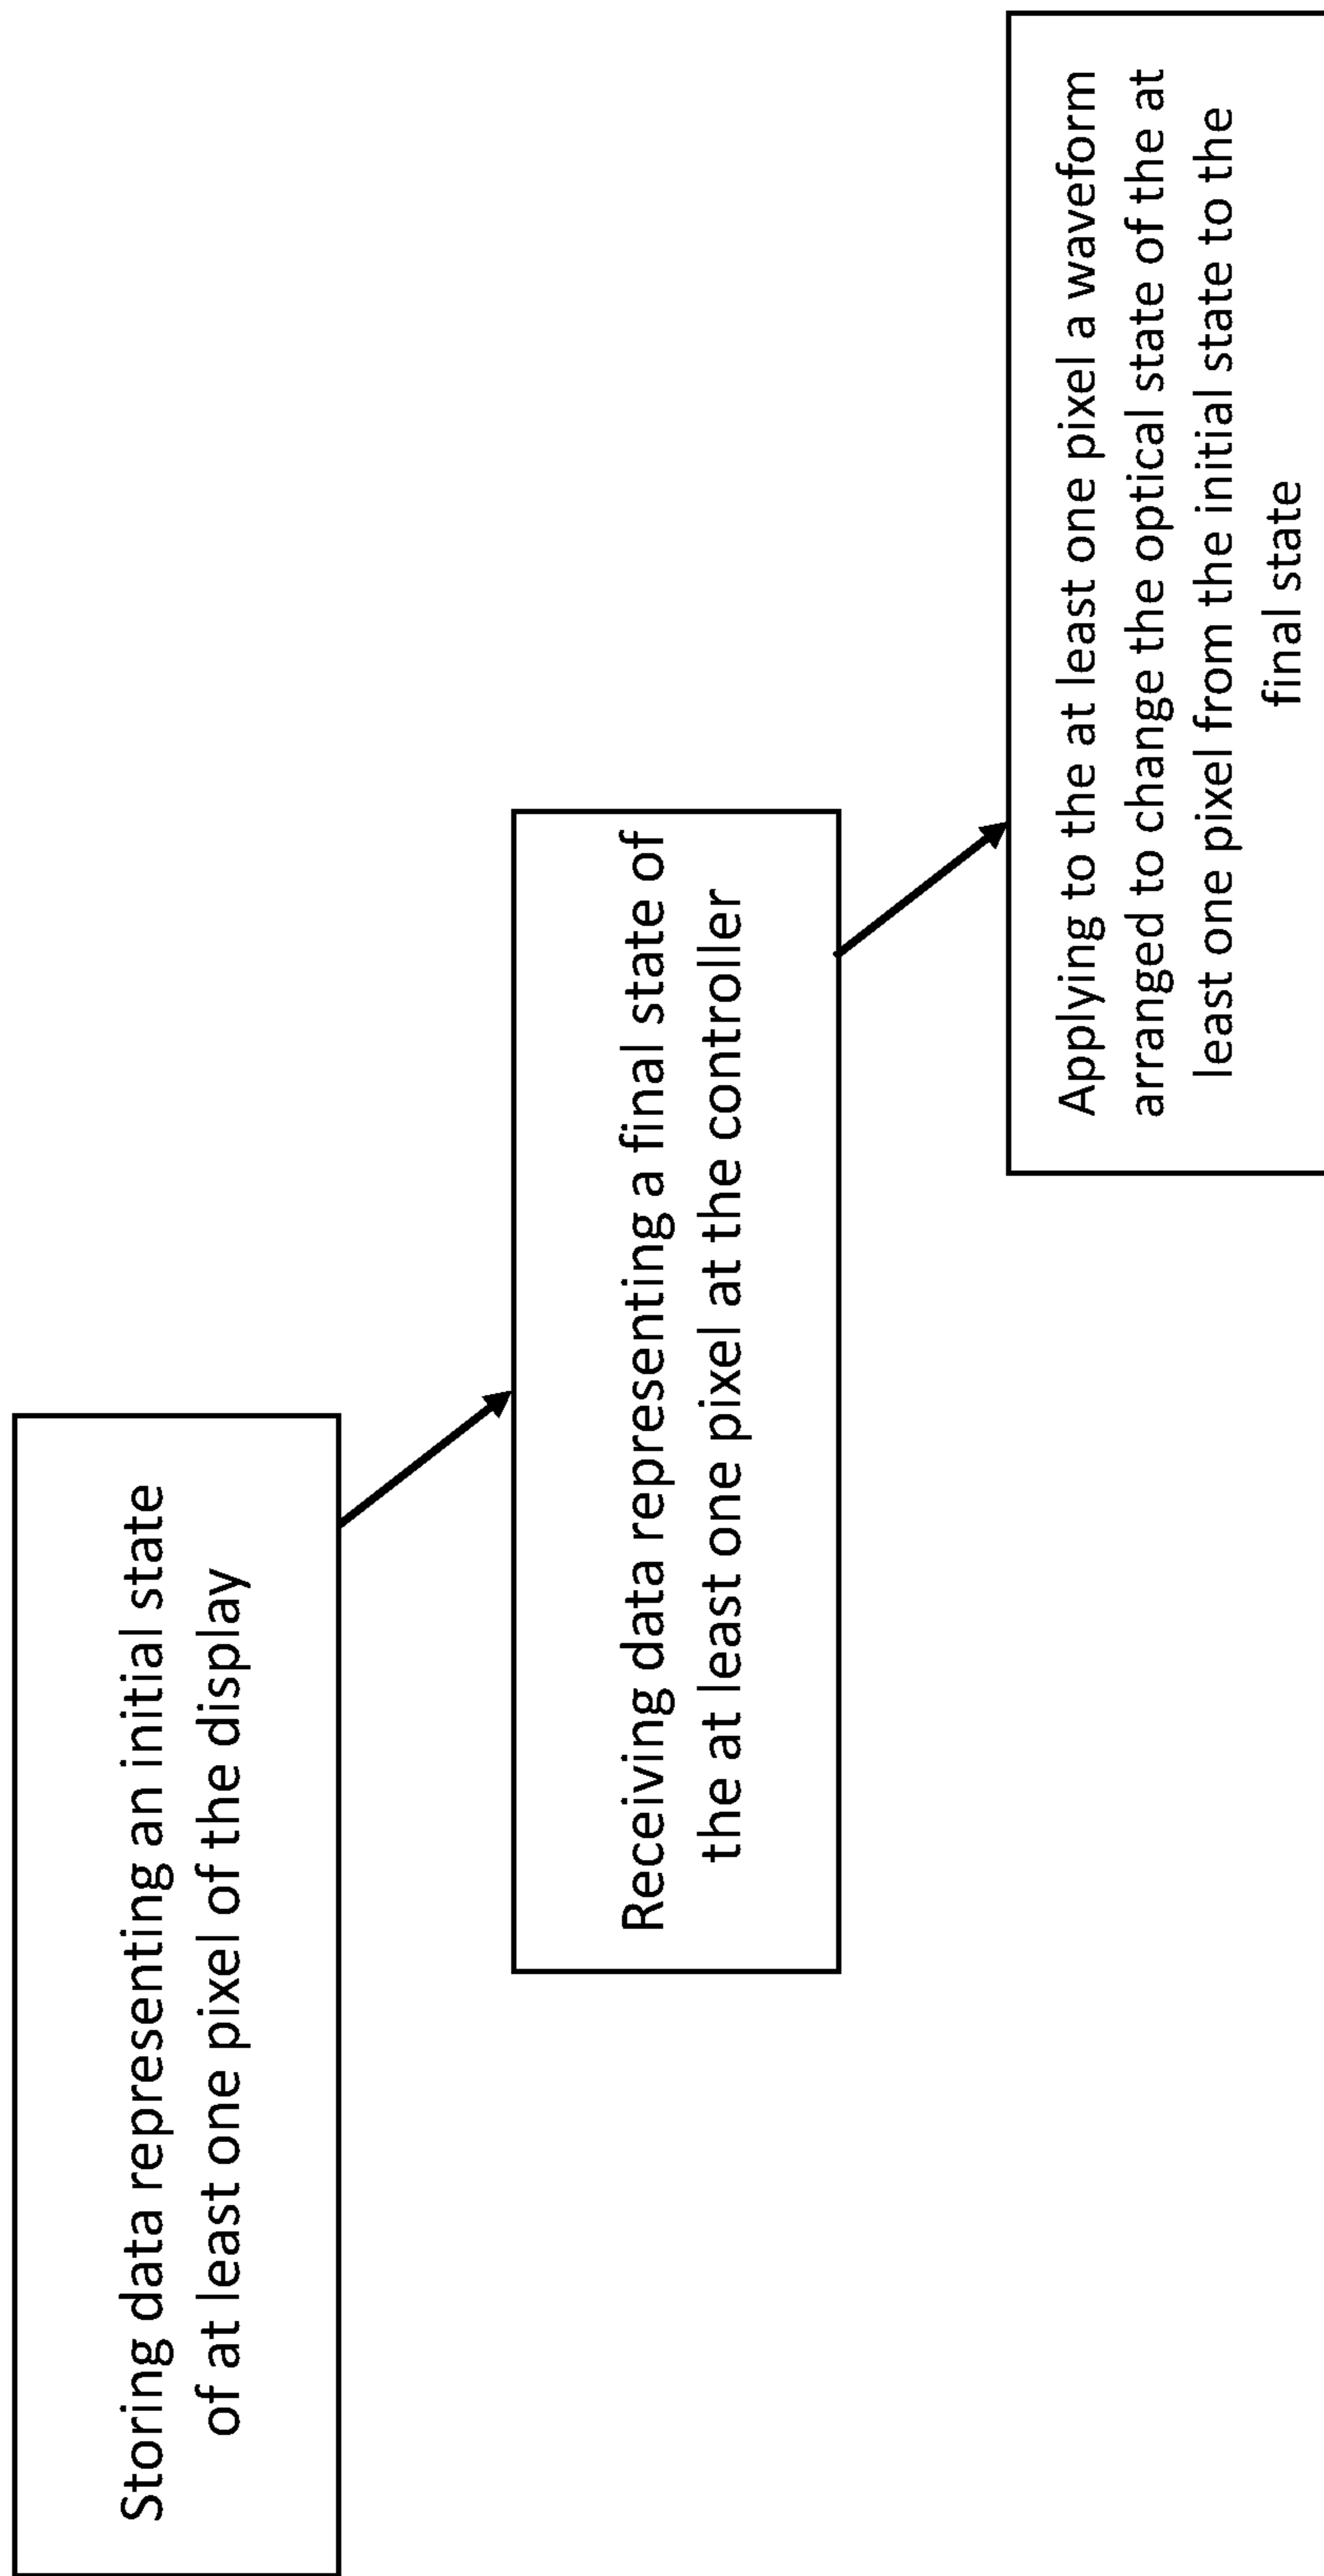 Storing data representing an initial state
of at least one pixel of the display
Receiving data representing a final state of
the at least one pixel at the controller
Applying to the at least one pixel a waveform
arranged to change the optical state of the at
least one pixel from the initial state to the
final state